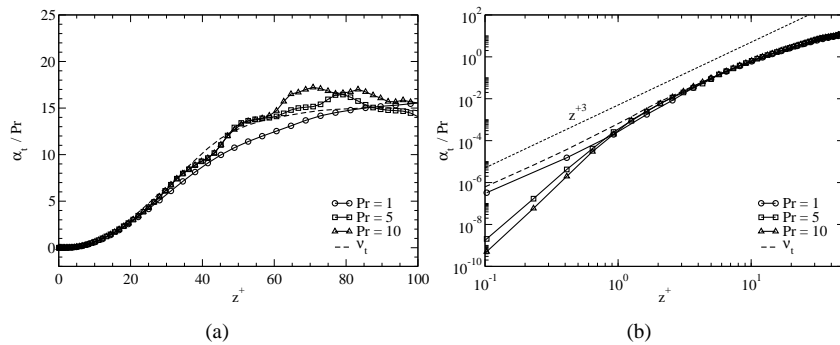 25
20
15
10
5
0
α_t / Pr
0 20 40 60 80 100
z^+
Pr = 1
Pr = 5
Pr = 10
ν_t
(a)
10^0
10^-2
10^-4
10^-6
10^-8
10^-10
α_t / Pr
z^{+3}
10^-1 10^0 10^1
z^+
Pr = 1
Pr = 5
Pr = 10
ν_t
(b)